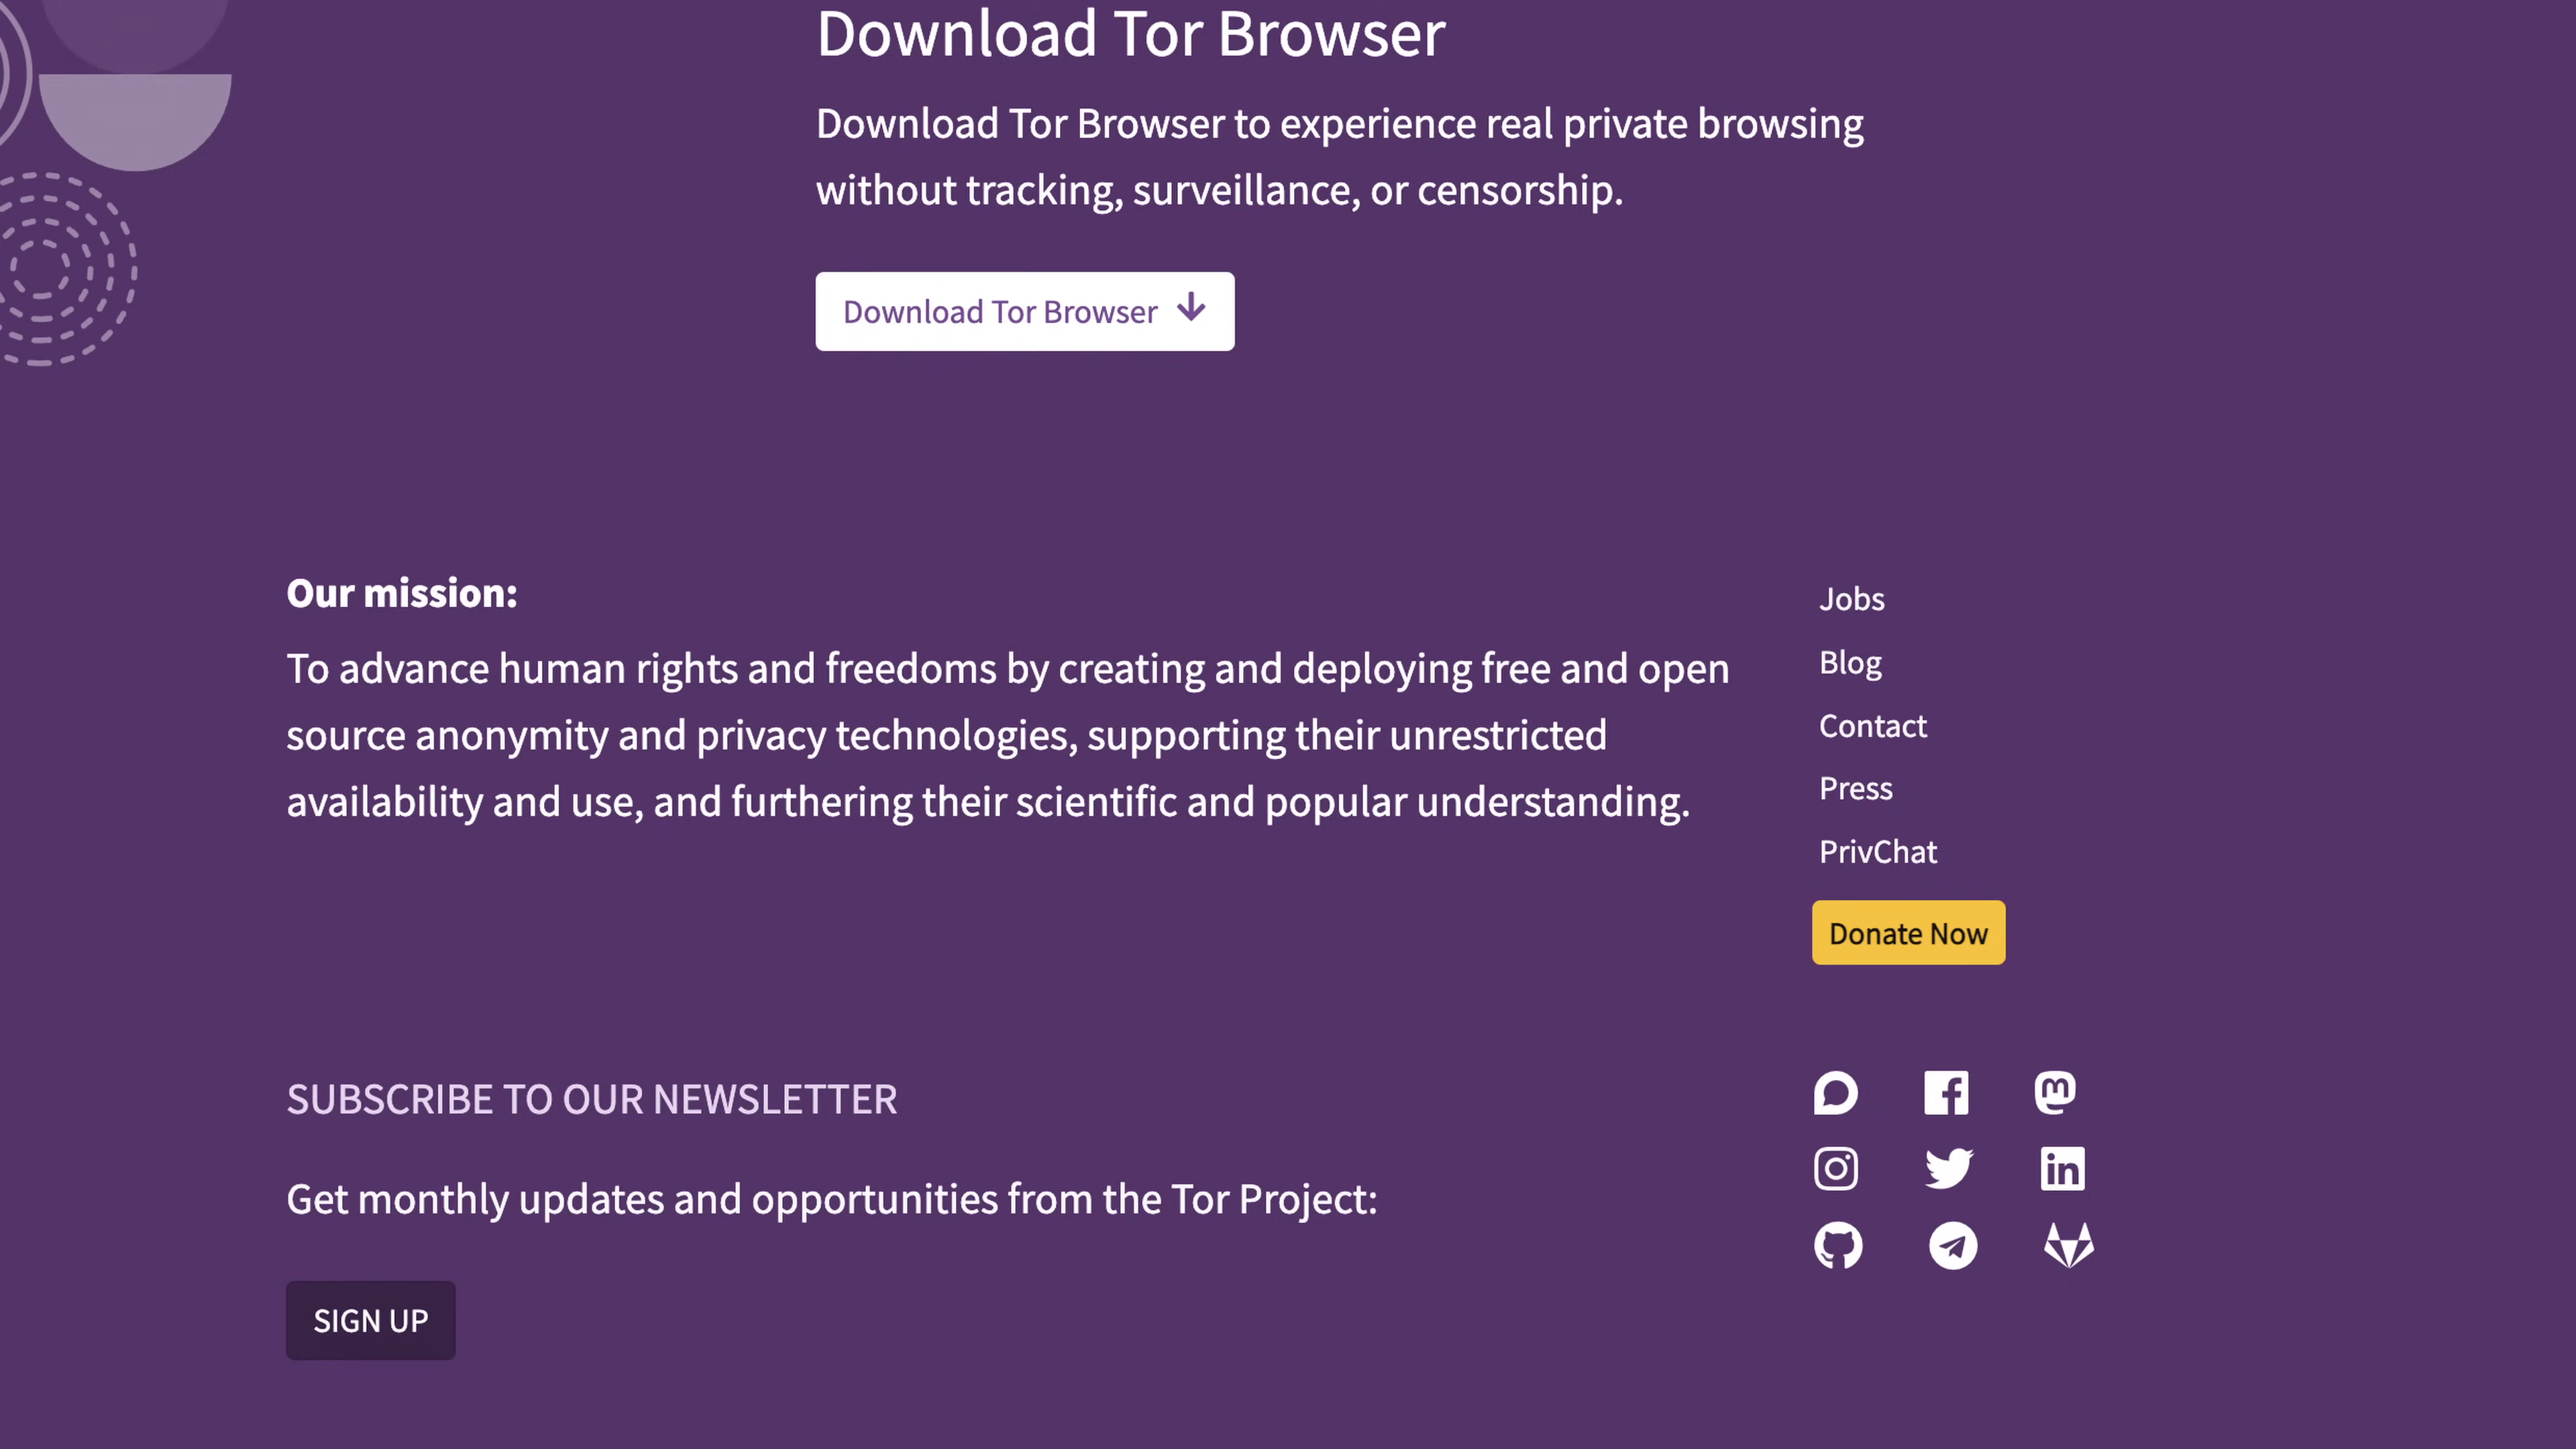 Download Tor Browser
Download Tor Browser to experience real private browsing
without tracking, surveillance, or censorship.
Download Tor Browser
Our mission:
To advance human rights and freedoms by creating and deploying free and open
source anonymity and privacy technologies, supporting their unrestricted
availability and use, and furthering their scientific and popular understanding.
Jobs
Blog
Contact
Press
PrivChat
Donate Now
SUBSCRIBE TO OUR NEWSLETTER
Get monthly updates and opportunities from the Tor Project:
SIGN UP